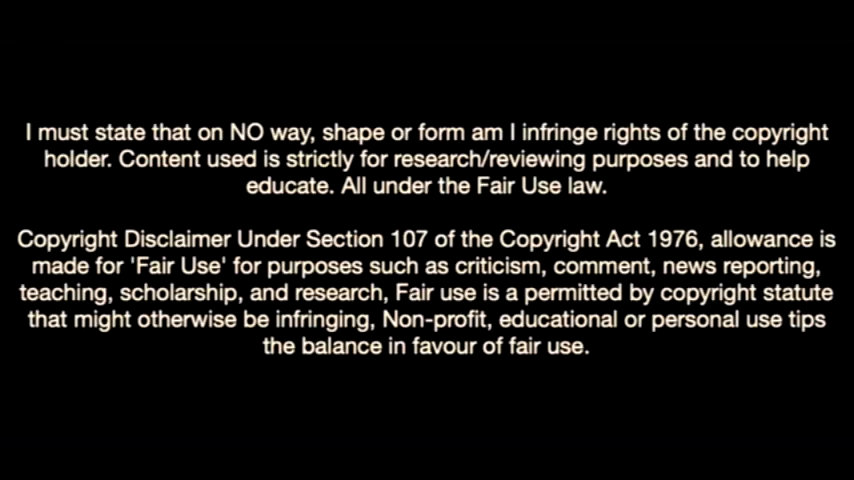 I must state that on NO way, shape or form am I infringe rights of the copyright
holder. Content used is strictly for research/reviewing purposes and to help
educate. All under the Fair Use law.
Copyright Disclaimer Under Section 107 of the Copyright Act 1976, allowance is
made for 'Fair Use' for purposes such as criticism, comment, news reporting,
teaching, scholarship, and research, Fair use is a permitted by copyright statute
that might otherwise be infringing, Non-profit, educational or personal use tips
the balance in favour of fair use.